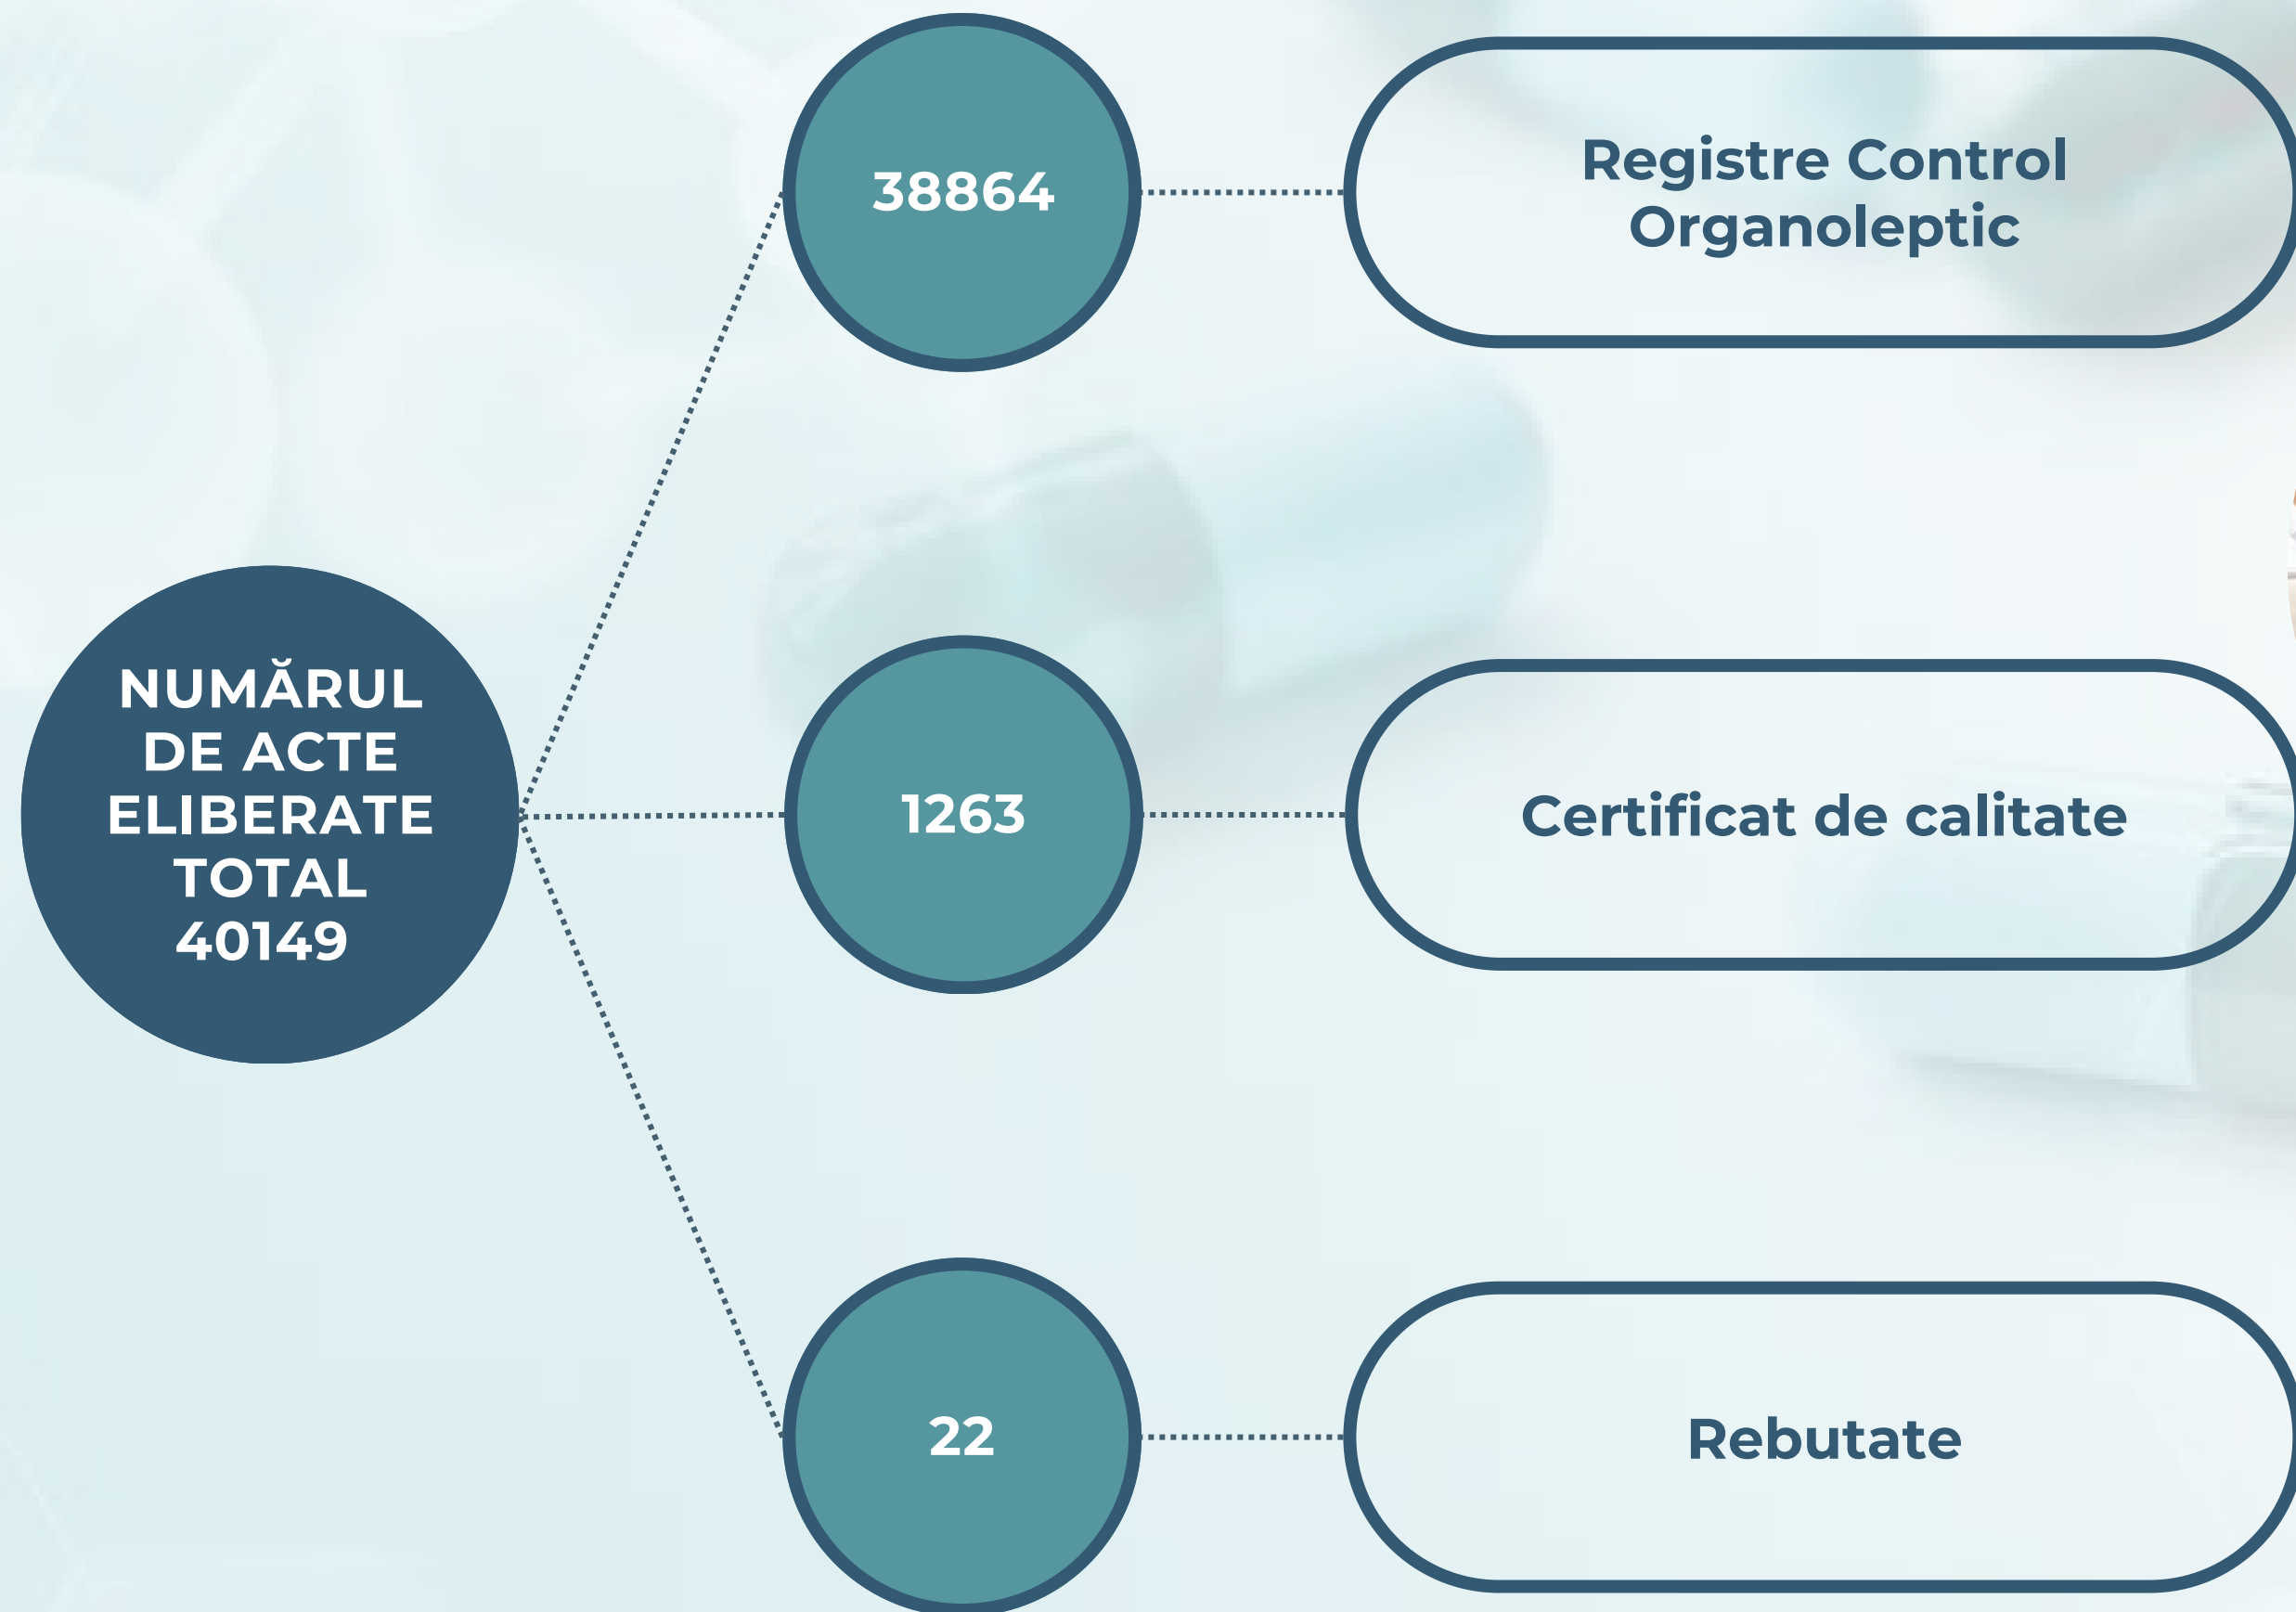 NUMĂRUL
DE ACTE
ELIBERATE
TOTAL
40149
38864
Registre Control
Organoleptic
1263
Certificat de calitate
22
Rebutate